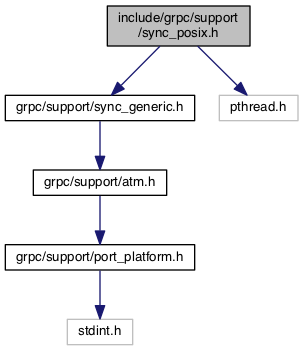 include/grpc/support
/sync_posix.h
grpc/support/sync_generic.h
pthread.h
grpc/support/atm.h
grpc/support/port_platform.h
stdint.h